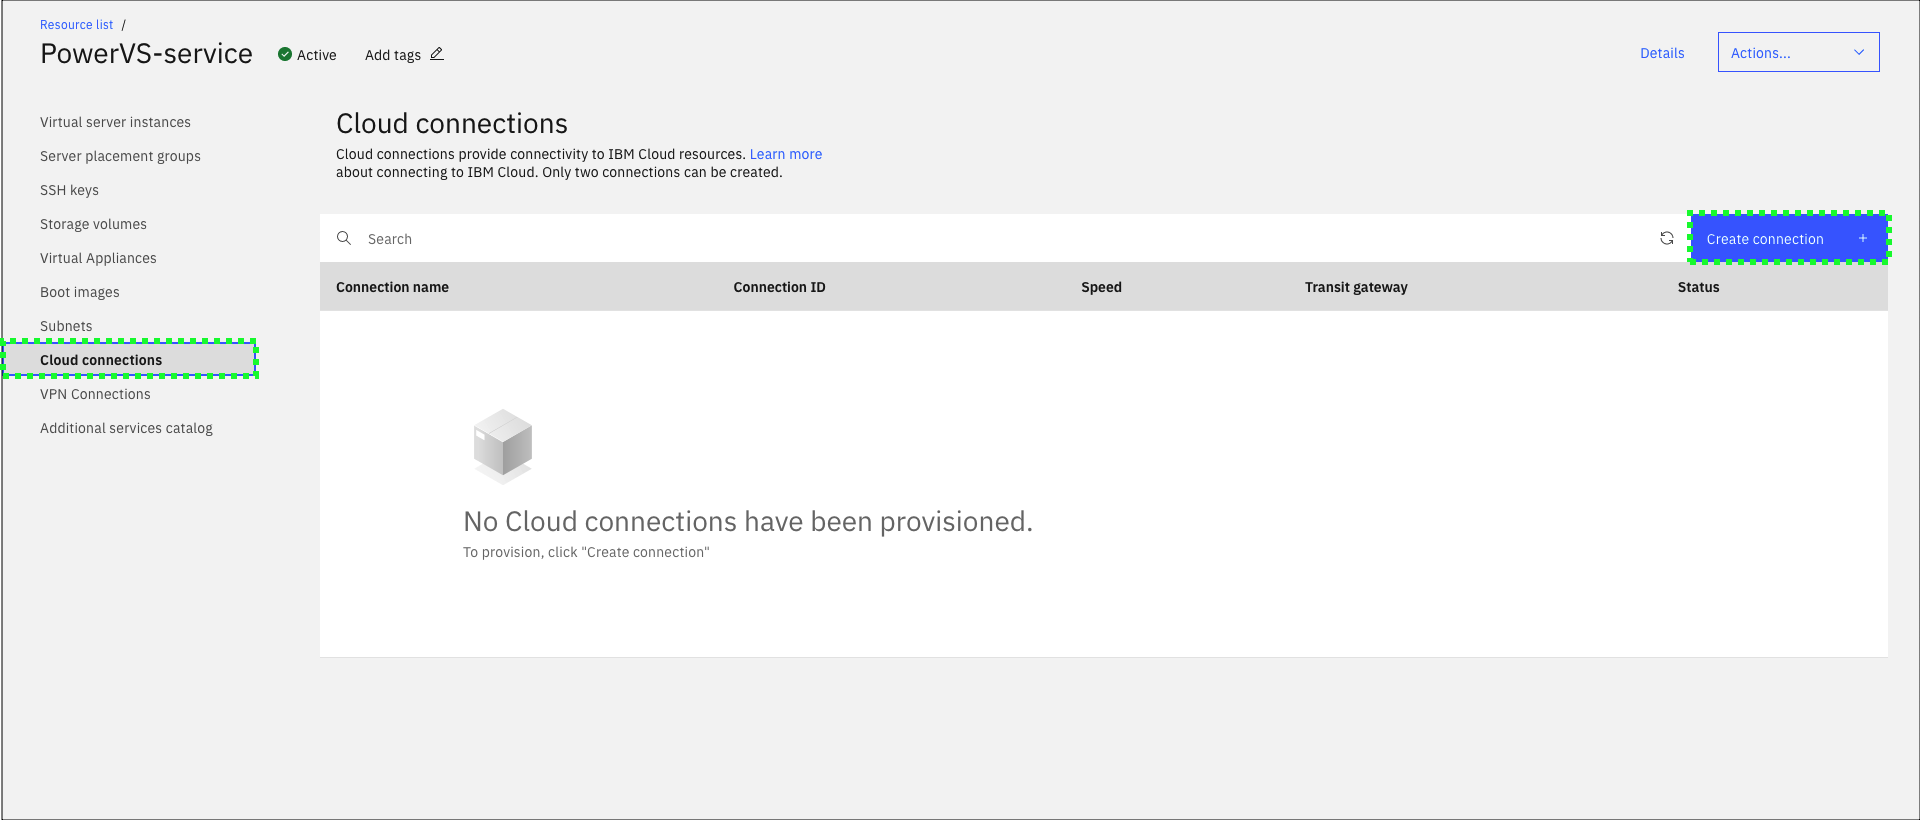 Resource list /
PowerVS-service
Active
Add tags
Details
Actions...
Virtual server instances
Server placement groups
SSH keys
Storage volumes
Virtual Appliances
Boot images
Subnets
Cloud connections
VPN Connections
Additional services catalog
Cloud connections
Cloud connections provide connectivity to IBM Cloud resources. Learn more
about connecting to IBM Cloud. Only two connections can be created.
Search
Create connection +
Connection name Connection ID Speed Transit gateway Status
No Cloud connections have been provisioned.
To provision, click "Create connection"